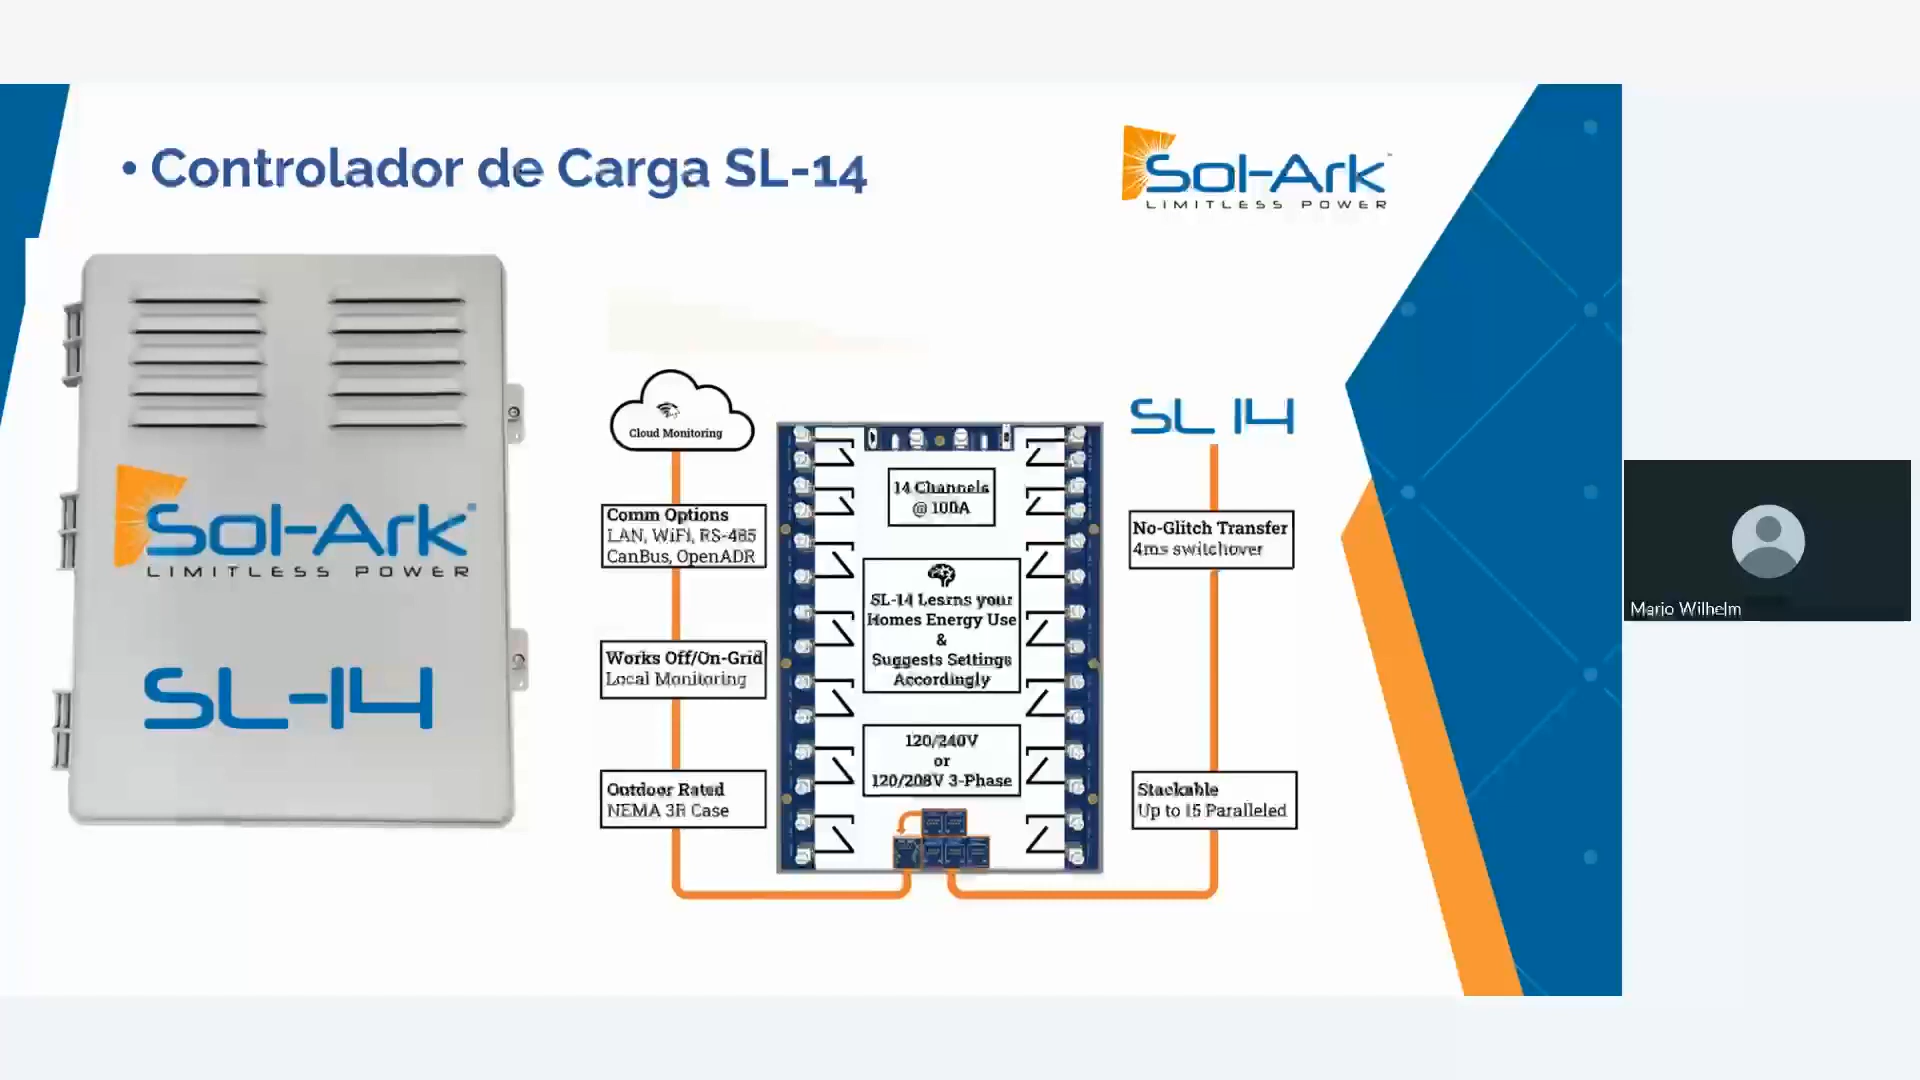 • Controlador de Carga SL-14
Sol-Ark
LIMITLESS POWER
Sol-Ark
LIMITLESS POWER
SL-14
Cloud Monitoring
Comm Options
LAN, WiFi, RS-485
CanBus, OpenADR
Works Off/On-Grid
Local Monitoring
Outdoor Rated
NEMA 3R Case
14 Channels
@ 100A
SL-14 Learns your
Homes Energy Use
&
Suggests Settings
Accordingly
120/240V
or
120/208V 3-Phase
SL 14
No-Glitch Transfer
4ms switchover
Stackable
Up to 15 Paralleled
Mario Wilhelm